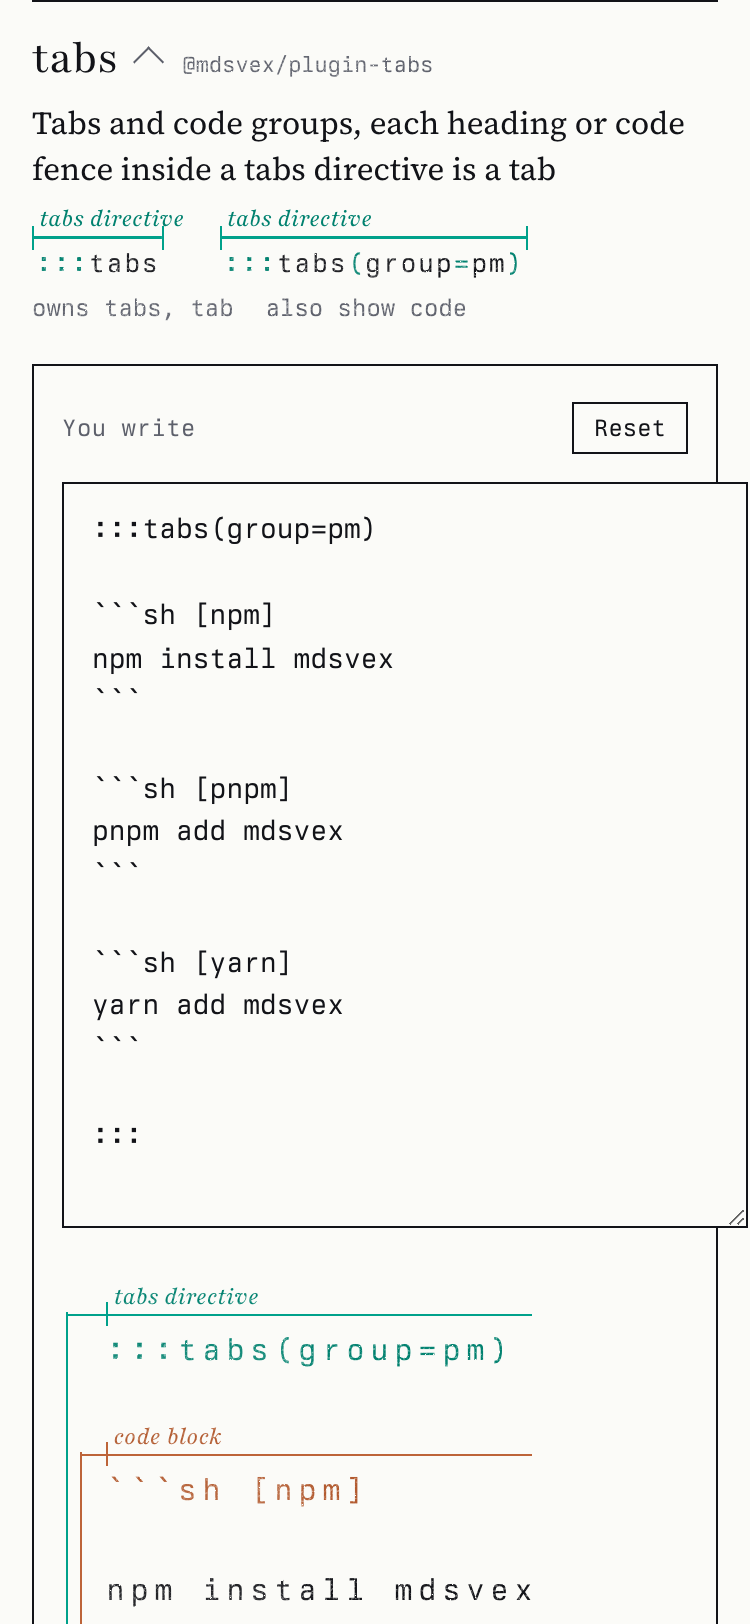 tabs @mdsvex/plugin-tabs
Tabs and code groups, each heading or code
fence inside a tabs directive is a tab
tabs directive tabs directive
:::tabs :::tabs(group=pm)
owns tabs, tab also show code
You write Reset
:::tabs(group=pm)
```sh [npm]
npm install mdsvex
```
```sh [pnpm]
pnpm add mdsvex
```
```sh [yarn]
yarn add mdsvex
```
:::
tabs directive
:::tabs(group=pm)
code block
```sh [npm]
npm install mdsvex